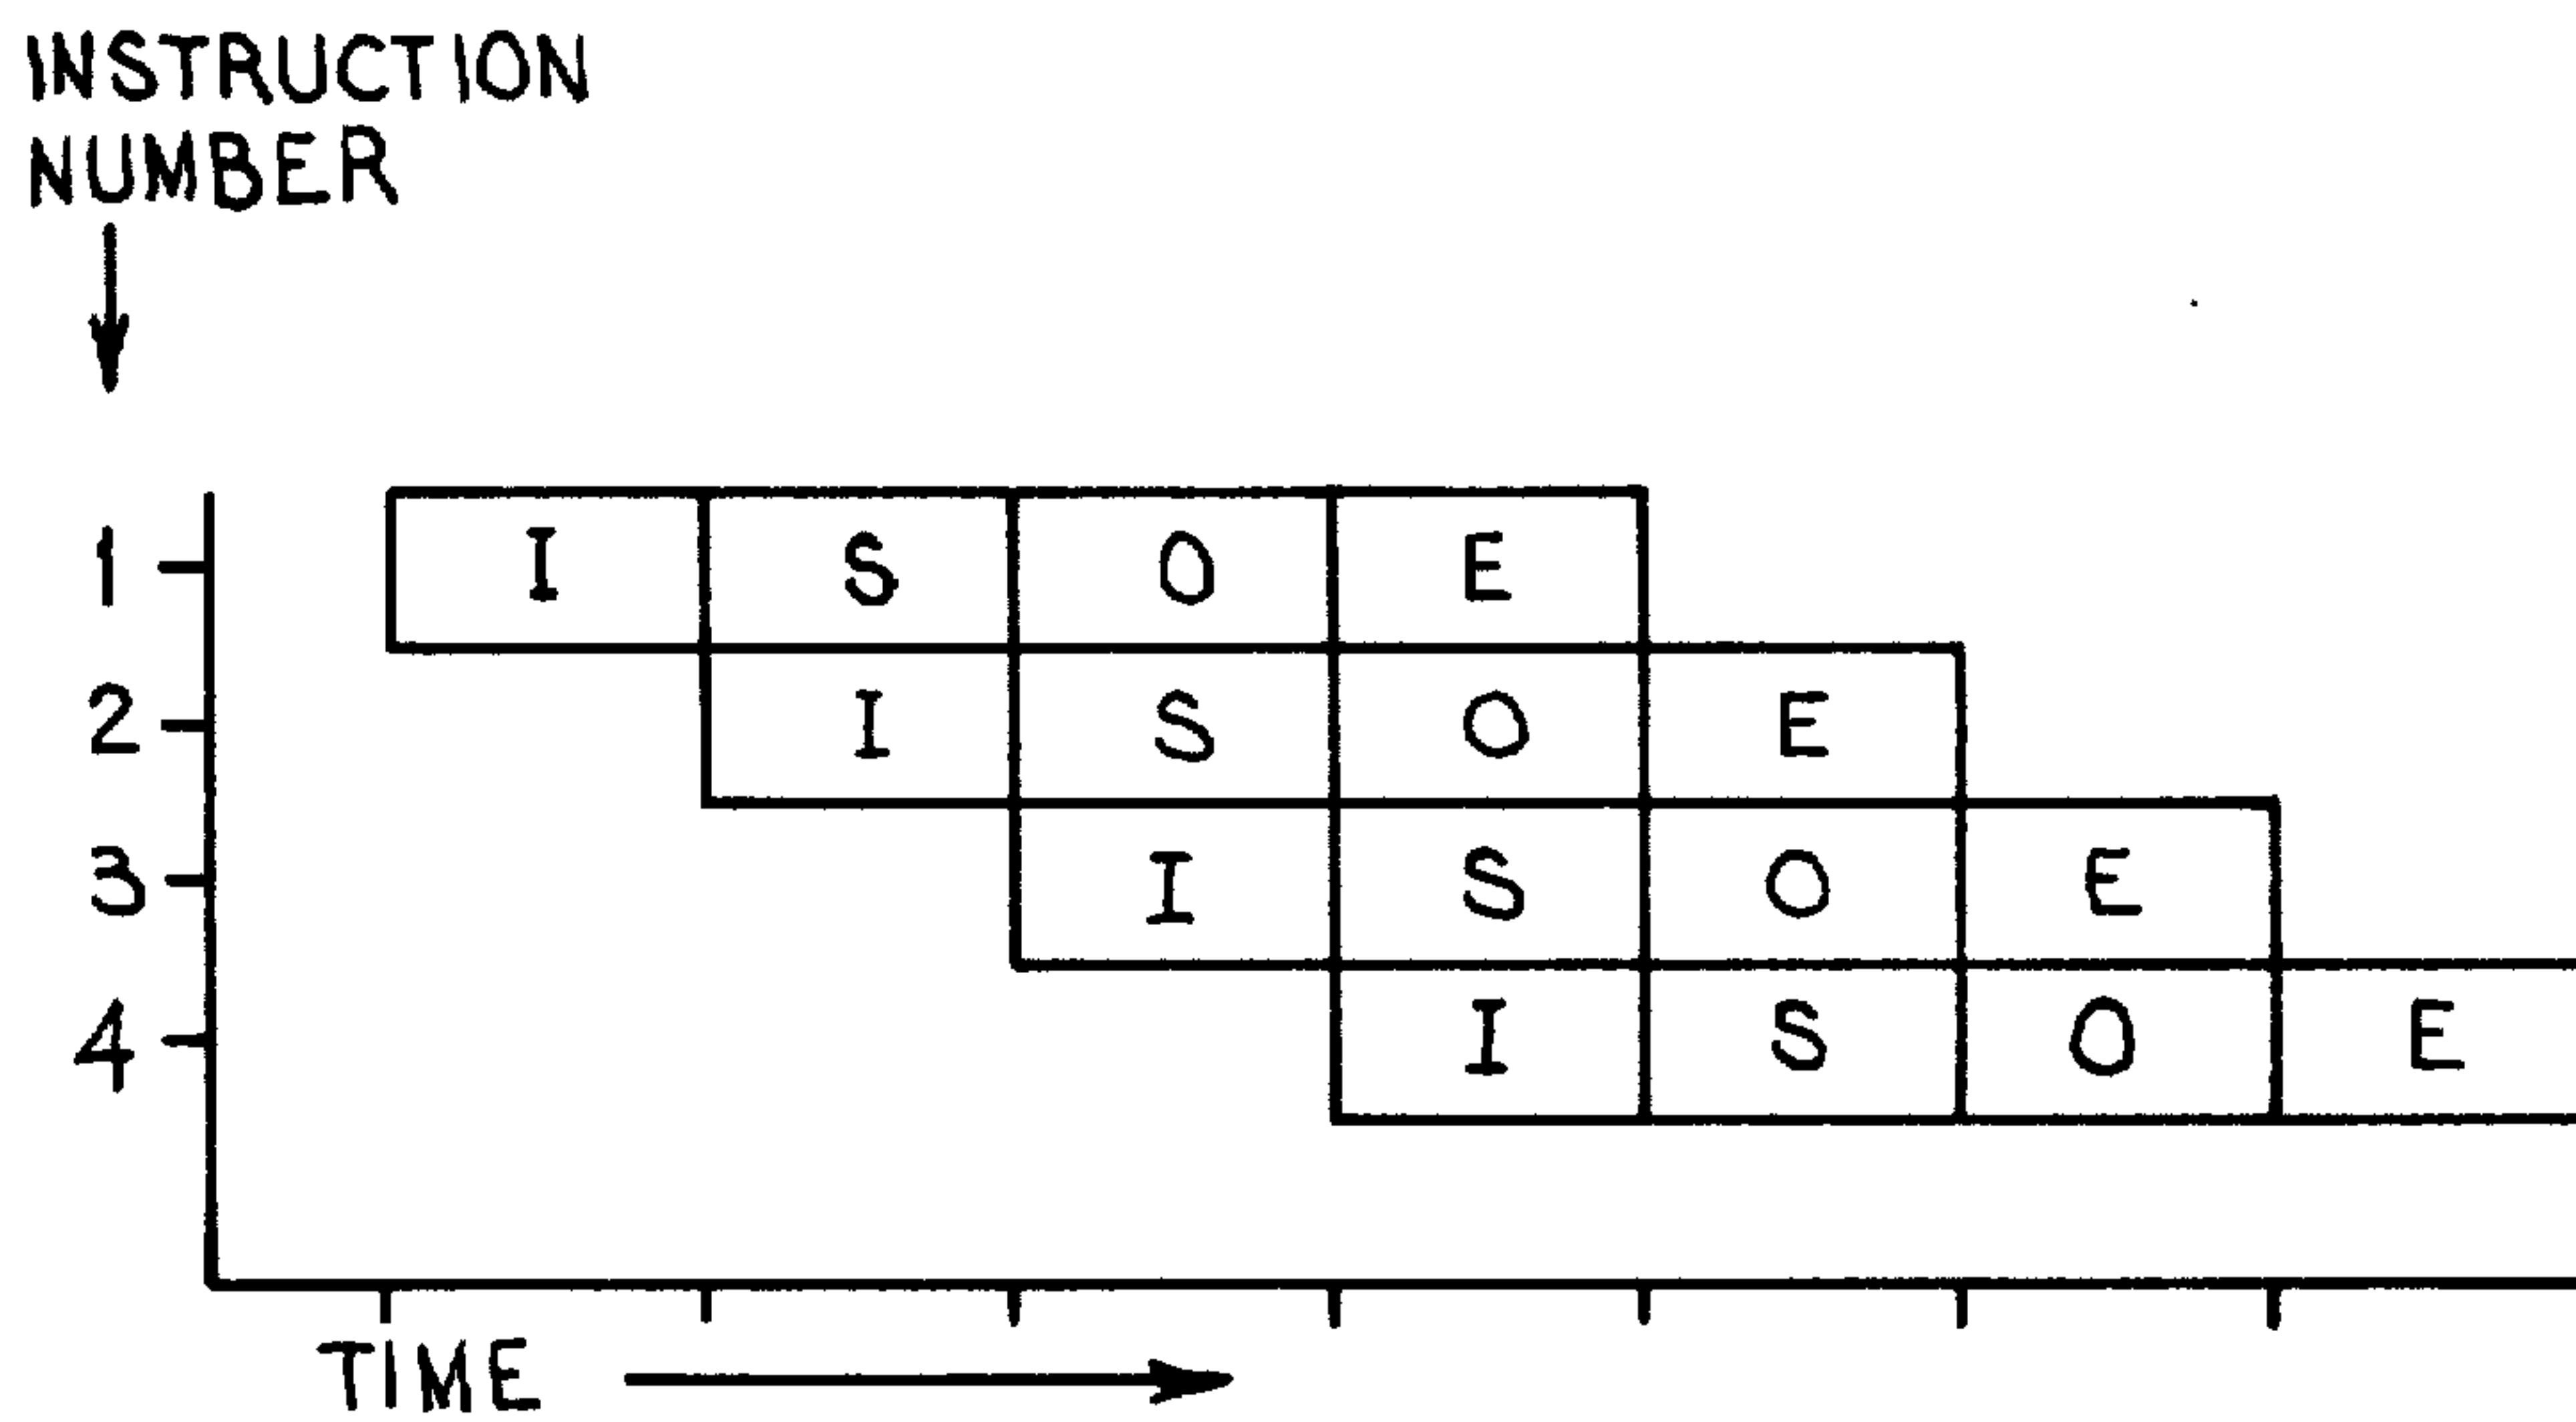 INSTRUCTION
NUMBER
1 I S O E
2 I S O E
3 I S O E
4 I S O E
TIME